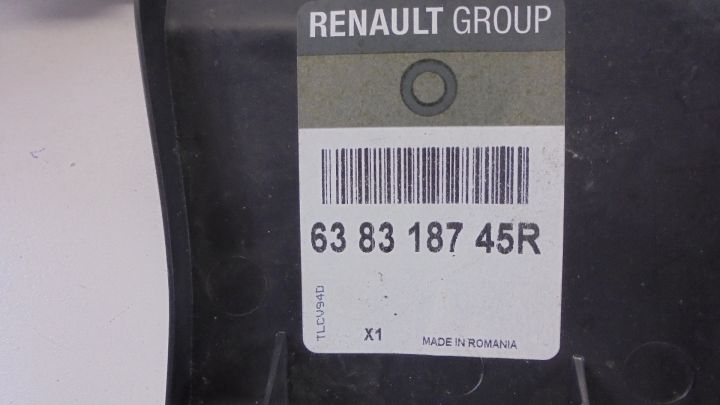 RENAULT GROUP
63 83 187 45R
TLCV94D
X1
MADE IN ROMANIA